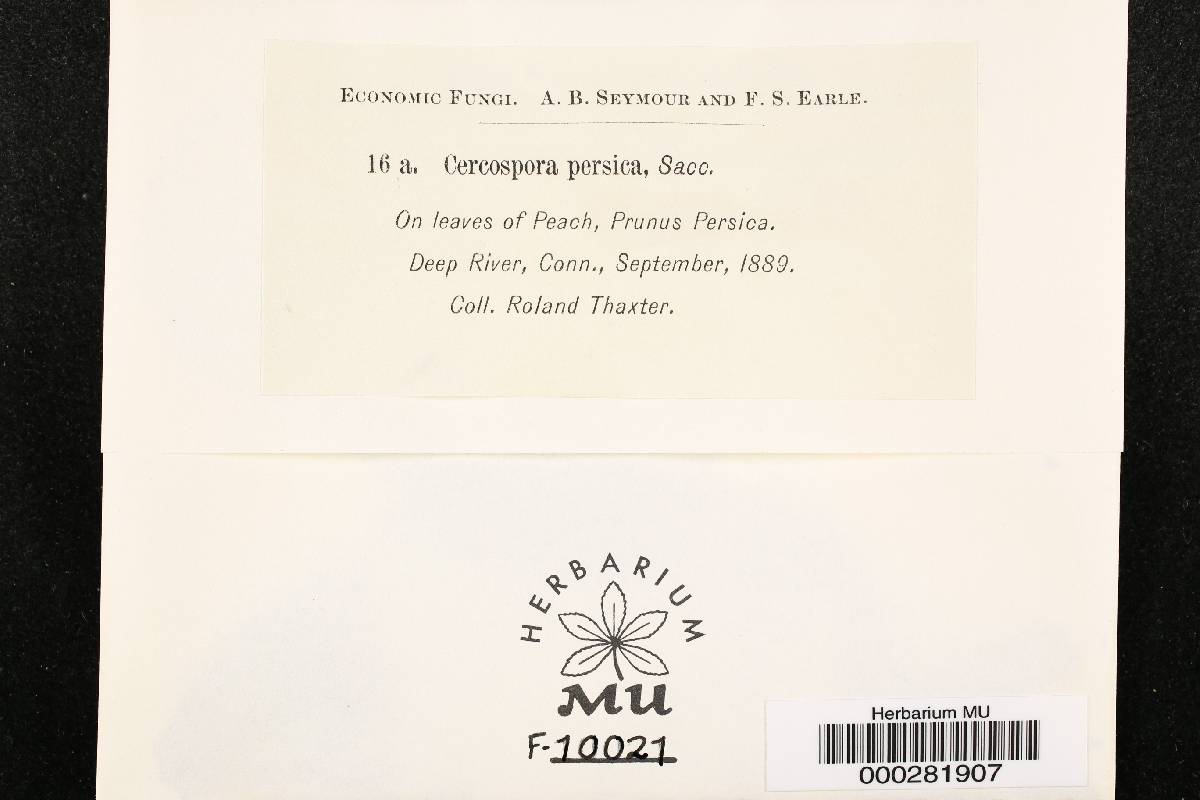 ECONOMIC FUNGI. A. B. SEYMOUR AND F. S. EARLE.
16 a. Cercospora persica, Sacc.
On leaves of Peach, Prunus Persica.
Deep River, Conn., September, 1889.
Coll. Roland Thaxter.
HERBARIUM
MU
F-10021
Herbarium MU
000281907